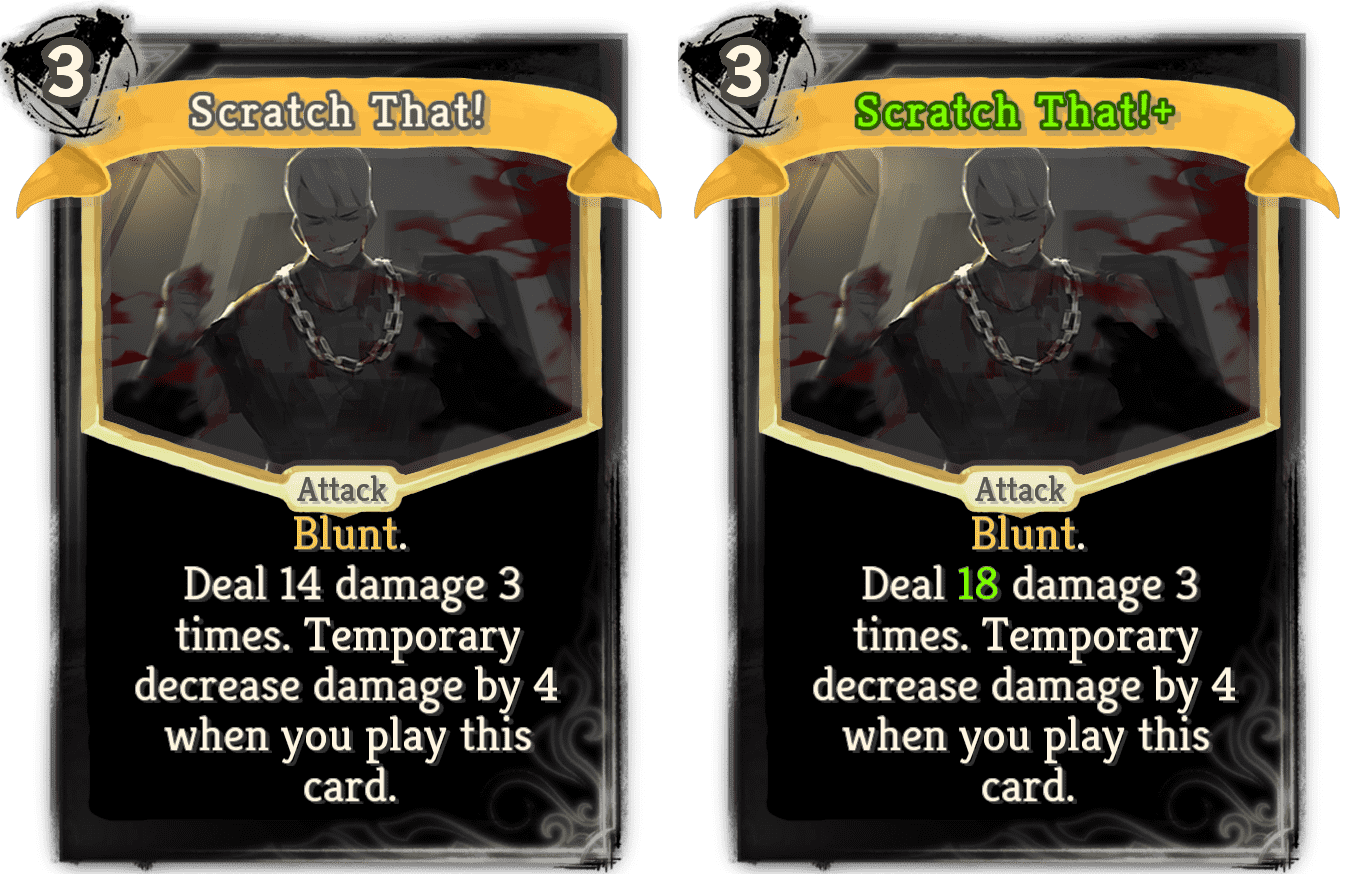 3
Scratch That!
Attack
Blunt.
Deal 14 damage 3
times. Temporary
decrease damage by 4
when you play this
card.
3
Scratch That!+
Attack
Blunt.
Deal 18 damage 3
times. Temporary
decrease damage by 4
when you play this
card.